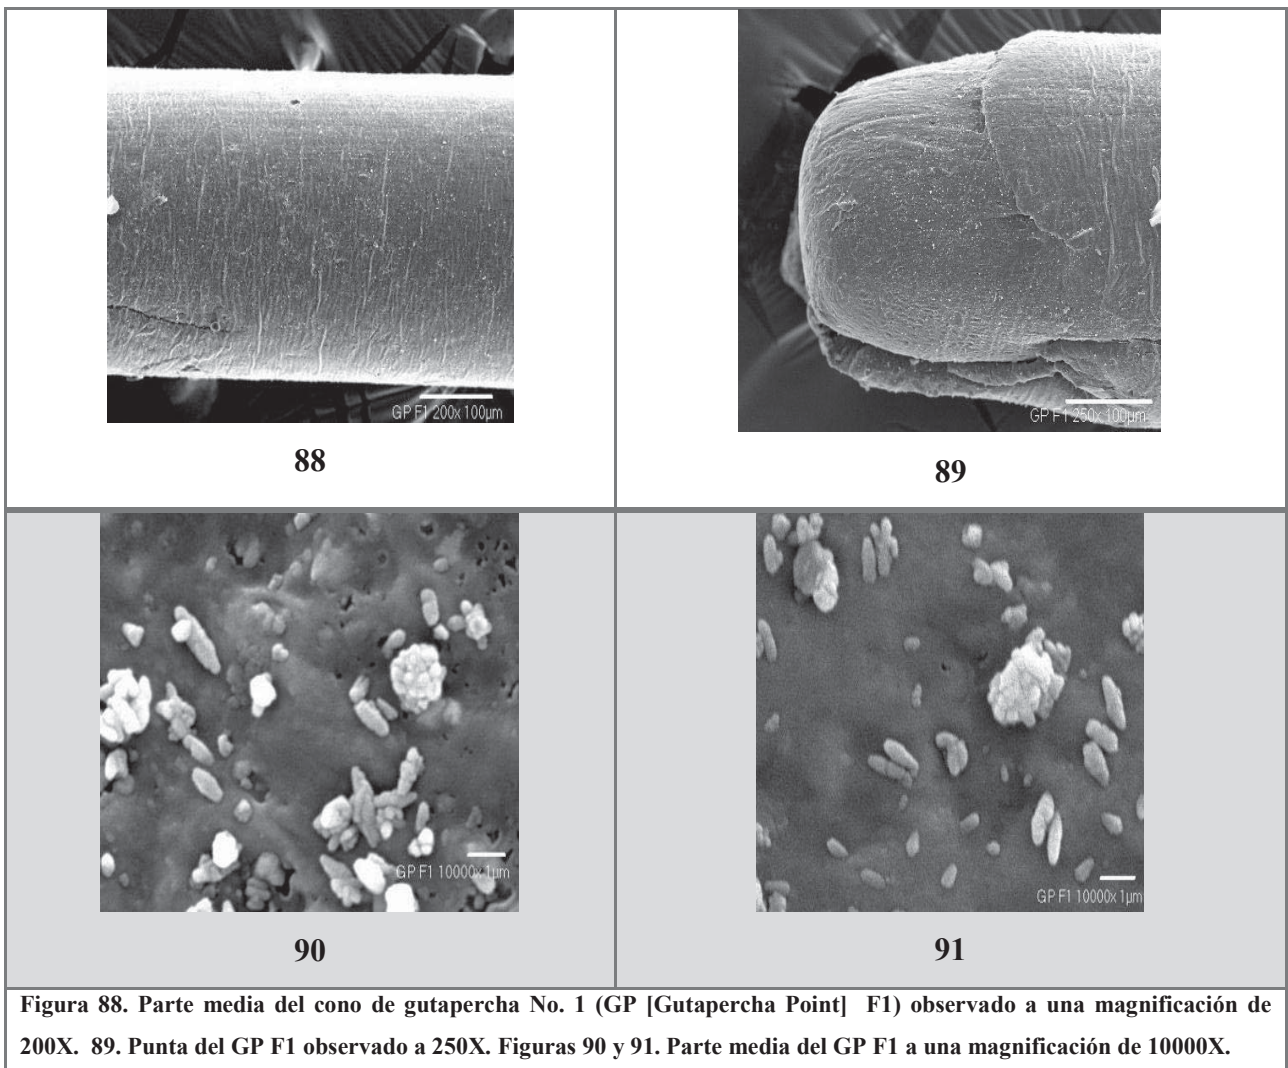 GP F1 200x 100µm
GP F1 250x 100µm
88
89
GP F1 10000x 1µm
GP F1 10000x 1µm
90
91
Figura 88. Parte media del cono de gutapercha No. 1 (GP [Gutapercha Point] F1) observado a una magnificación de
200X. 89. Punta del GP F1 observado a 250X. Figuras 90 y 91. Parte media del GP F1 a una magnificación de 10000X.